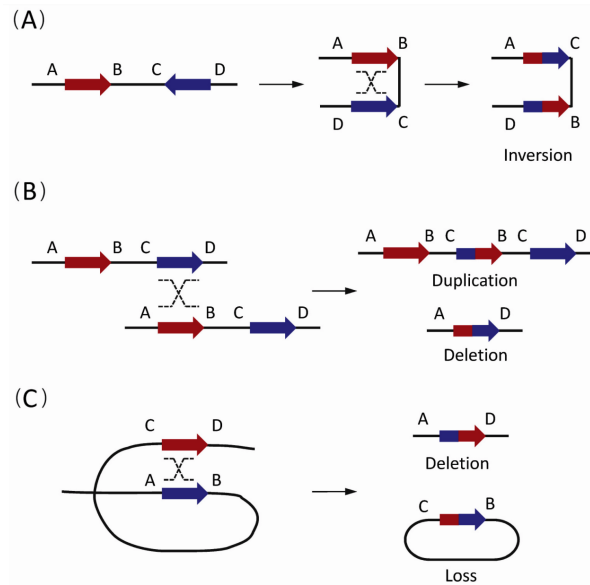 (A)
A B C D
A B
D C
A C
D B
Inversion
(B)
A B C D
A B C D
A B C B C D
Duplication
A D
Deletion
(C)
C D
A B
A D
Deletion
C B
Loss